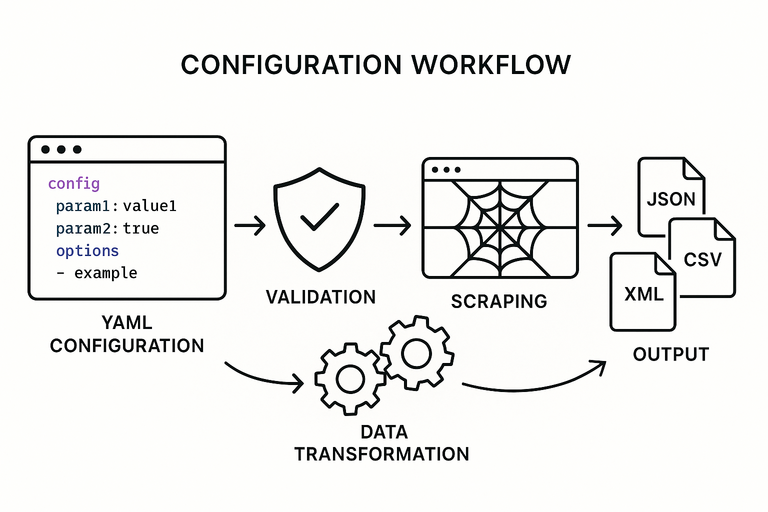 CONFIGURATION WORKFLOW
config
param1: value1
param2: true
options
- example
YAML
CONFIGURATION
VALIDATION
SCRAPING
JSON
CSV
XML
OUTPUT
DATA
TRANSFORMATION